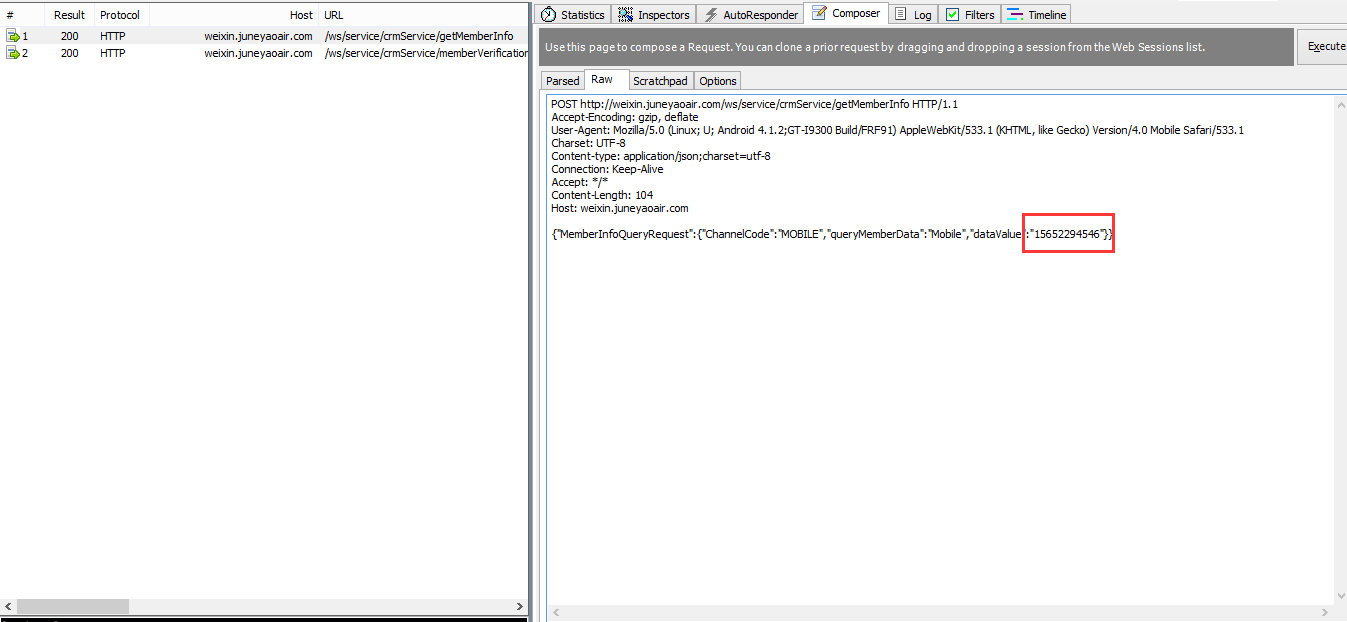 # Result Protocol Host URL
1 200 HTTP weixin.juneyaoair.com /ws/service/crmService/getMemberInfo
2 200 HTTP weixin.juneyaoair.com /ws/service/crmService/memberVerification
Statistics Inspectors AutoResponder Composer Log Filters Timeline
Use this page to compose a Request. You can clone a prior request by dragging and dropping a session from the Web Sessions list.
Execute
Parsed Raw Scratchpad Options
POST http://weixin.juneyaoair.com/ws/service/crmService/getMemberInfo HTTP/1.1
Accept-Encoding: gzip, deflate
User-Agent: Mozilla/5.0 (Linux; U; Android 4.1.2;GT-I9300 Build/FRF91) AppleWebKit/533.1 (KHTML, like Gecko) Version/4.0 Mobile Safari/533.1
Charset: UTF-8
Content-type: application/json;charset=utf-8
Connection: Keep-Alive
Accept: */*
Content-Length: 104
Host: weixin.juneyaoair.com
{"MemberInfoQueryRequest":{"ChannelCode":"MOBILE","queryMemberData":"Mobile","dataValue":"15652294546"}}